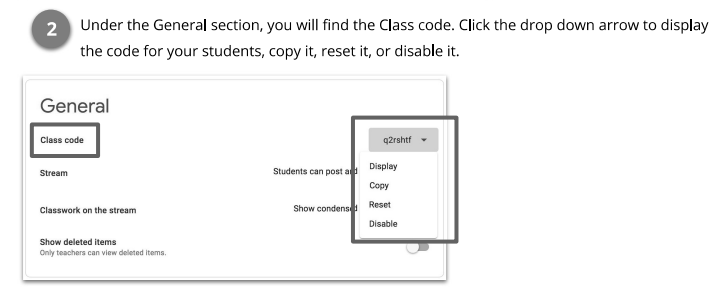 2
Under the General section, you will find the Class code. Click the drop down arrow to display
the code for your students, copy it, reset it, or disable it.
General
Class code
q2rshtf
Display
Stream
Students can post and
Copy
Classwork on the stream
Show condensed
Reset
Disable
Show deleted items
Only teachers can view deleted items.